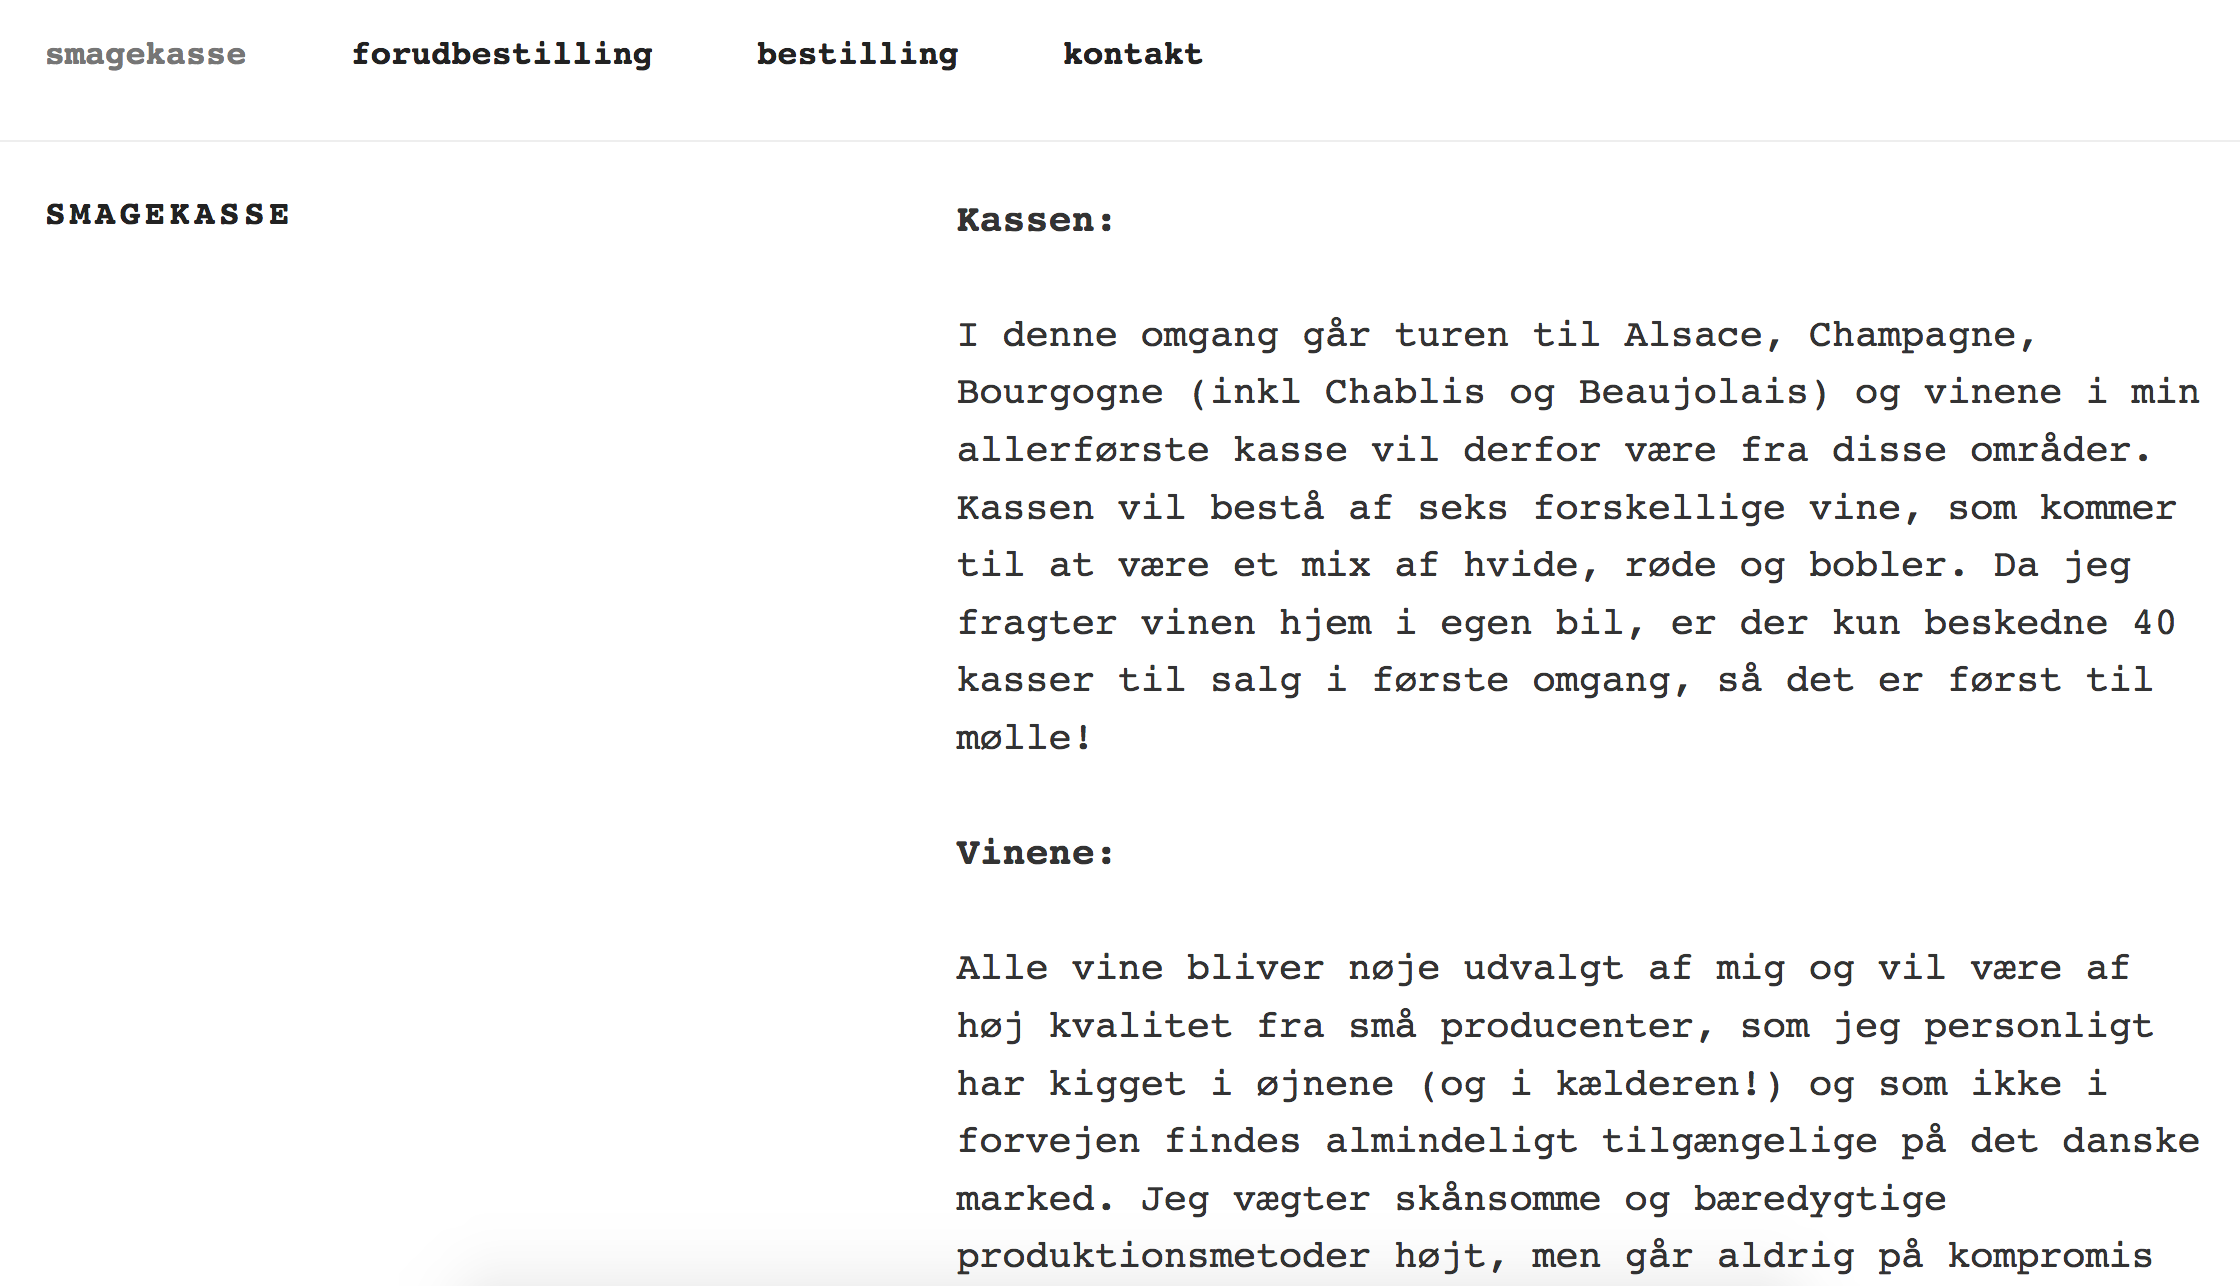 smagekasse forudbestilling bestilling kontakt
SMAGEKASSE
Kassen:
I denne omgang går turen til Alsace, Champagne,
Bourgogne (inkl Chablis og Beaujolais) og vinene i min
allerførste kasse vil derfor være fra disse områder.
Kassen vil bestå af seks forskellige vine, som kommer
til at være et mix af hvide, røde og bobler. Da jeg
fragter vinen hjem i egen bil, er der kun beskedne 40
kasser til salg i første omgang, så det er først til
mølle!
Vinene:
Alle vine bliver nøje udvalgt af mig og vil være af
høj kvalitet fra små producenter, som jeg personligt
har kigget i øjnene (og i kælderen!) og som ikke i
forvejen findes almindeligt tilgængelige på det danske
marked. Jeg vægter skånsomme og bæredygtige
produktionsmetoder højt, men går aldrig på kompromis